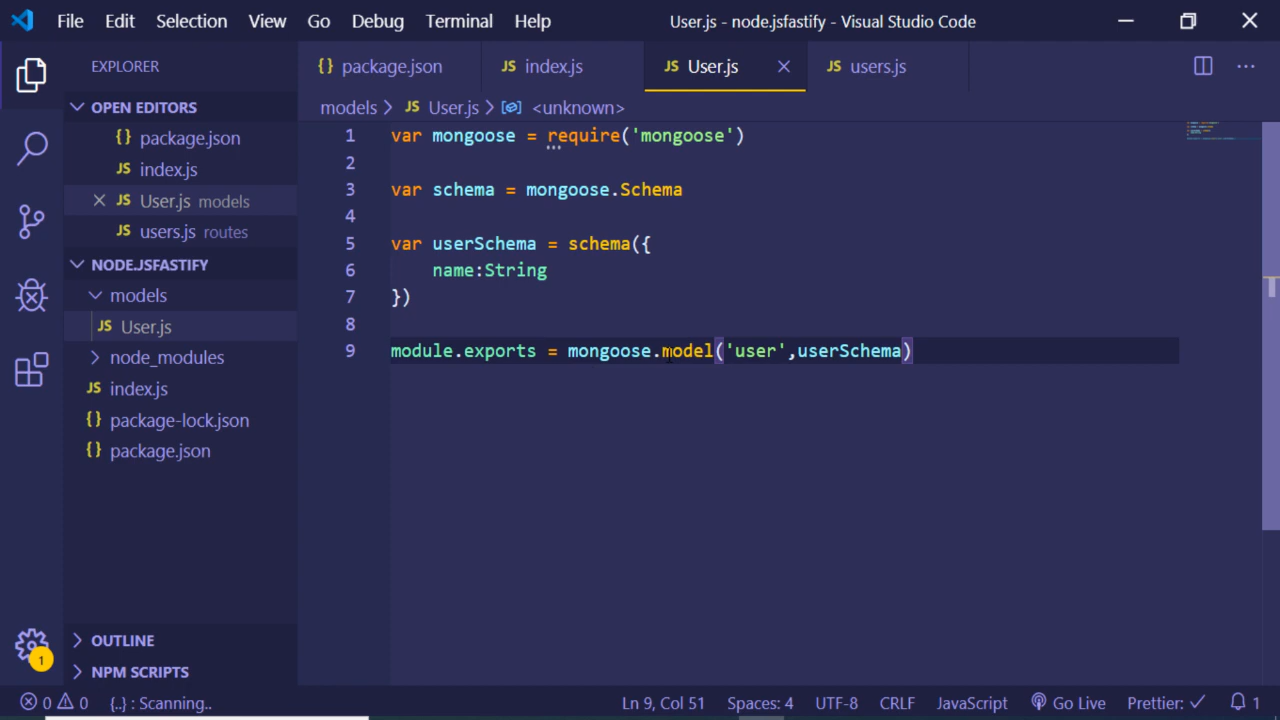 File Edit Selection View Go Debug Terminal Help User.js - node.jsfastify - Visual Studio Code
EXPLORER
OPEN EDITORS
{} package.json
JS index.js
JS User.js models
JS users.js routes
NODE.JSFASTIFY
models
JS User.js
node_modules
JS index.js
{} package-lock.json
{} package.json
OUTLINE
NPM SCRIPTS
1
{} package.json JS index.js JS User.js JS users.js
models JS User.js <unknown>
1 var mongoose = require('mongoose')
2
3 var schema = mongoose.Schema
4
5 var userSchema = schema({
6 name:String
7 })
8
9 module.exports = mongoose.model('user',userSchema)
0 0 {..} : Scanning.. Ln 9, Col 51 Spaces: 4 UTF-8 CRLF JavaScript Go Live Prettier: 1